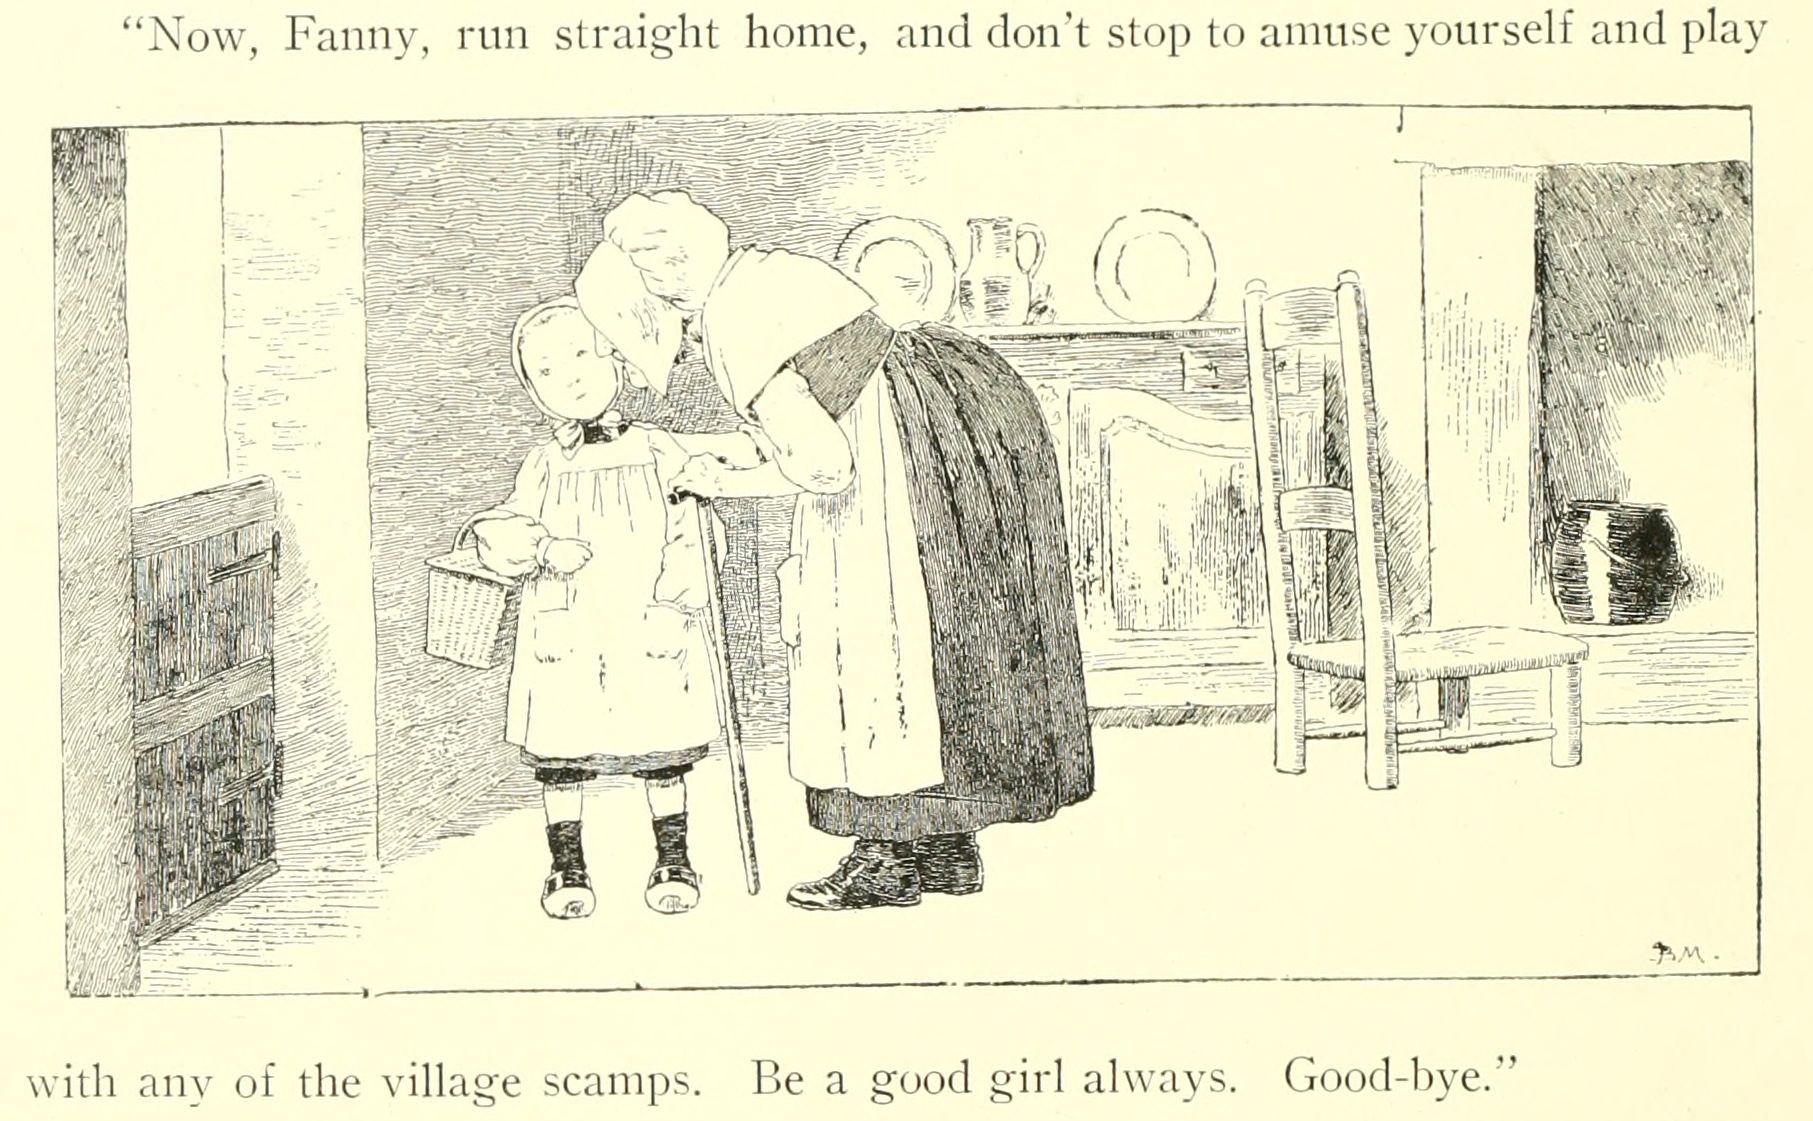 “Now, Fanny, run straight home, and don’t stop to amuse yourself and play
BM.
with any of the village scamps. Be a good girl always. Good-bye.”